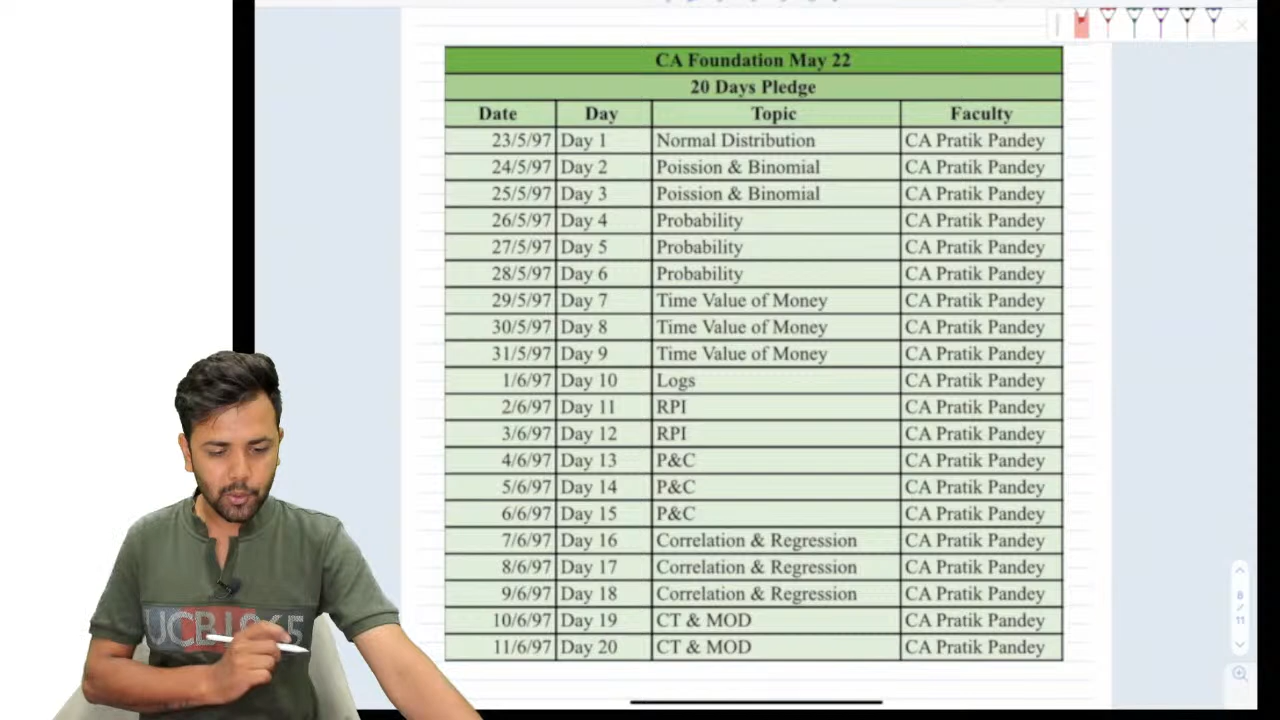 CA Foundation May 22
20 Days Pledge
Date Day Topic Faculty
23/5/97 Day 1 Normal Distribution CA Pratik Pandey
24/5/97 Day 2 Poission & Binomial CA Pratik Pandey
25/5/97 Day 3 Poission & Binomial CA Pratik Pandey
26/5/97 Day 4 Probability CA Pratik Pandey
27/5/97 Day 5 Probability CA Pratik Pandey
28/5/97 Day 6 Probability CA Pratik Pandey
29/5/97 Day 7 Time Value of Money CA Pratik Pandey
30/5/97 Day 8 Time Value of Money CA Pratik Pandey
31/5/97 Day 9 Time Value of Money CA Pratik Pandey
1/6/97 Day 10 Logs CA Pratik Pandey
2/6/97 Day 11 RPI CA Pratik Pandey
3/6/97 Day 12 RPI CA Pratik Pandey
4/6/97 Day 13 P&C CA Pratik Pandey
5/6/97 Day 14 P&C CA Pratik Pandey
6/6/97 Day 15 P&C CA Pratik Pandey
7/6/97 Day 16 Correlation & Regression CA Pratik Pandey
8/6/97 Day 17 Correlation & Regression CA Pratik Pandey
9/6/97 Day 18 Correlation & Regression CA Pratik Pandey
10/6/97 Day 19 CT & MOD CA Pratik Pandey
11/6/97 Day 20 CT & MOD CA Pratik Pandey
8
/
11